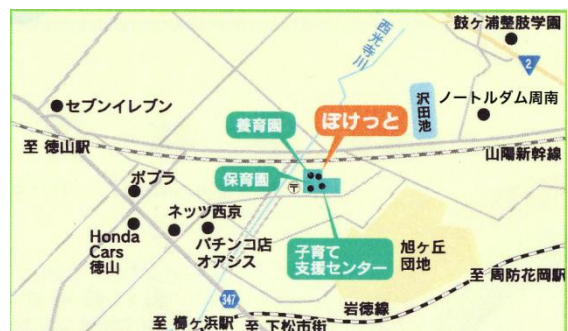 鼓ヶ浦整肢学園
2
西光寺川
沢田池
ノートルダム周南
セブンイレブン
養育園
ぽけっと
至 徳山駅
山陽新幹線
保育園
〒
ポプラ
ネッツ西京
Honda
Cars
徳山
パチンコ店
オアシス
子育て
支援センター
旭ヶ丘
団地
至 周防花岡駅
347
岩徳線
至 櫛ヶ浜駅
至 下松市街